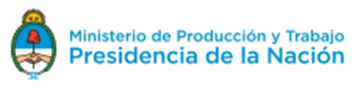 Ministerio de Producción y Trabajo
Presidencia de la Nación